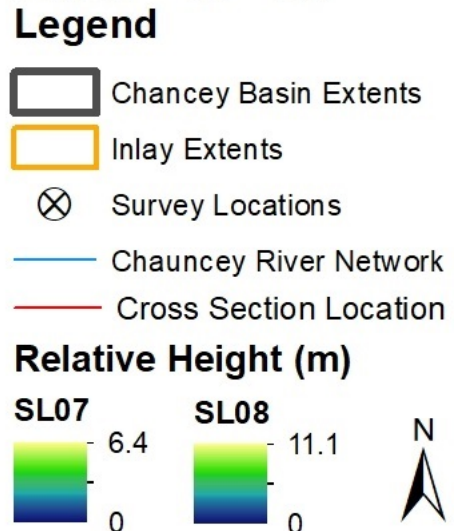 Legend
Chancey Basin Extents
Inlay Extents
Survey Locations
Chauncey River Network
Cross Section Location
Relative Height (m)
SL07 SL08
6.4 11.1 N
0 0